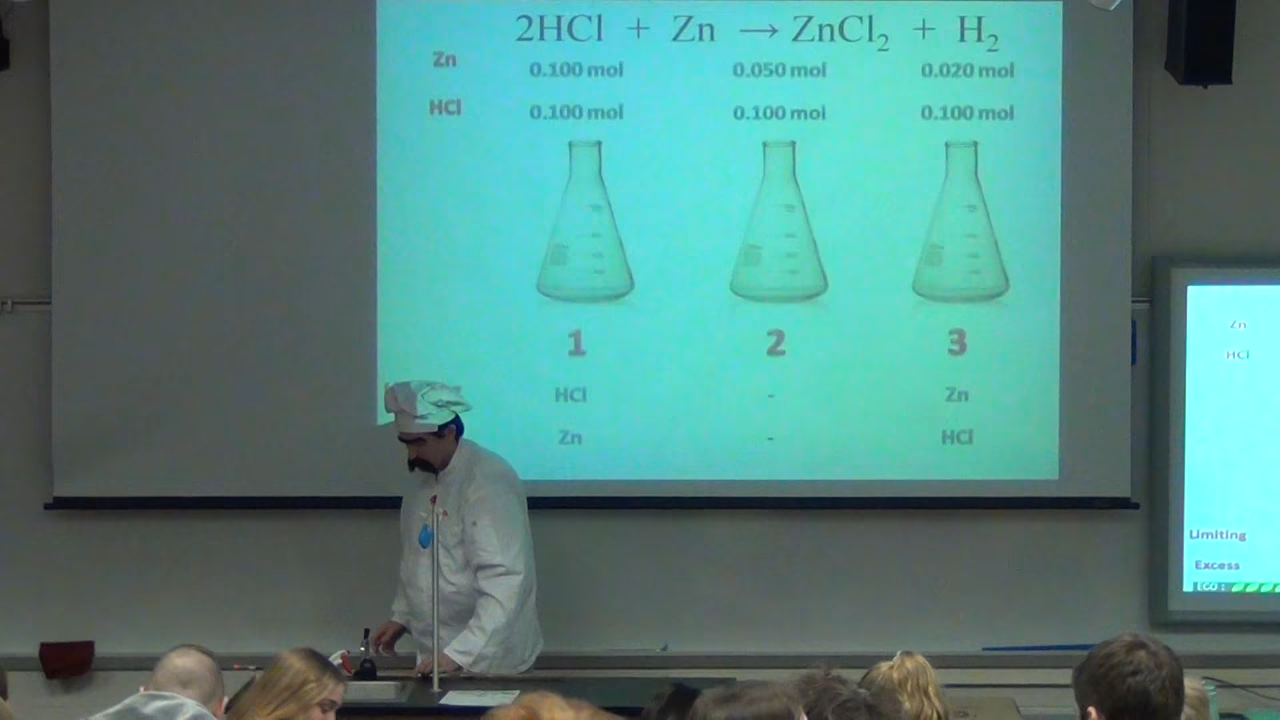 2HCl + Zn → ZnCl₂ + H₂
Zn 0.100 mol 0.050 mol 0.020 mol
HCl 0.100 mol 0.100 mol 0.100 mol
1 2 3
HCl - Zn
Zn - HCl
Zn
HCl
Limiting
Excess